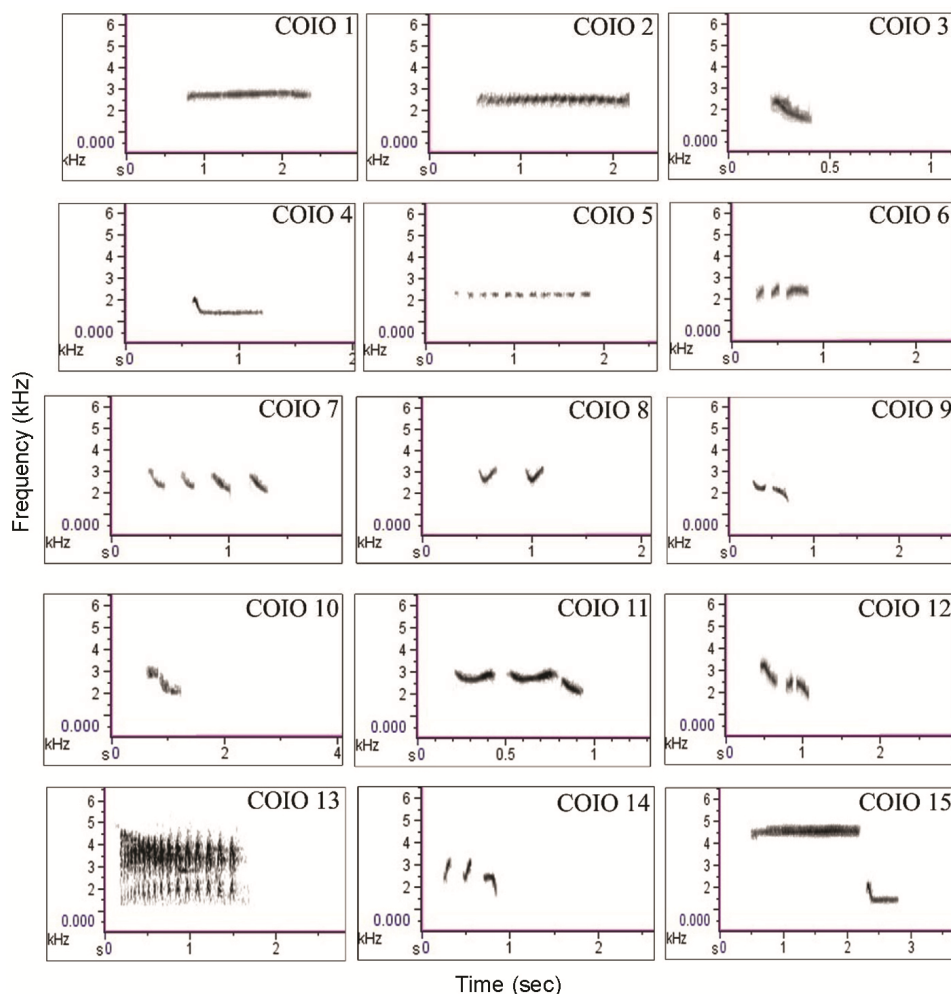 COIO 1
6
5
4
3
2
0.000
kHz
s0 1 2
COIO 2
6
5
4
3
2
0.000
kHz
s0 1 2
COIO 3
6
5
4
3
2
0.000
kHz
s0 0.5 1
COIO 4
6
5
4
3
2
0.000
kHz
s0 1 2
COIO 5
6
5
4
3
2
0.000
kHz
s0 1 2
COIO 6
6
5
4
3
2
0.000
kHz
s0 1 2
Frequency (kHz)
COIO 7
6
5
4
3
2
0.000
kHz
s0 1
COIO 8
6
5
4
3
2
0.000
kHz
s0 1 2
COIO 9
6
5
4
3
2
0.000
kHz
s0 1 2
COIO 10
6
5
4
3
2
0.000
kHz
s0 2 4
COIO 11
6
5
4
3
2
0.000
kHz
s0 0.5 1
COIO 12
6
5
4
3
2
0.000
kHz
s0 1 2
COIO 13
6
5
4
3
2
0.000
kHz
s0 1 2
COIO 14
6
5
4
3
2
0.000
kHz
s0 1 2
COIO 15
6
5
4
3
2
0.000
kHz
s0 1 2 3
Time (sec)